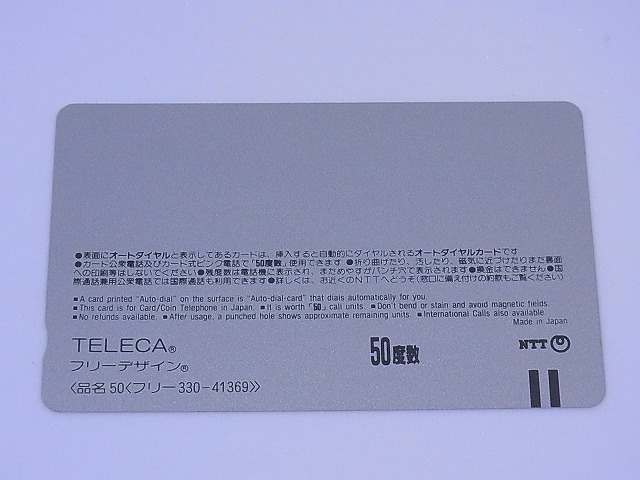 ●表面にオートダイヤルと表示してあるカードは、挿入すると自動的にダイヤルされるオートダイヤルカードです
●カード公衆電話及びカード式ピンク電話で「50度数」使用できます ●折り曲げたり、汚したり、磁気に近づけたりまた裏面
への印刷等はしないでください ●残度数は電話機に表示され、まためやすがパンチ穴で表示されます ●換金はできません ●国
際通話兼用公衆電話では国際通話も利用できます ●詳しくは、お近くのNTTへどうぞ(窓口に備え付けの約款もご覧ください)
■A card printed "Auto-dial" on the surface is "Auto-dial-card" that dials automatically for you.
■This card is for Card/Coin Telephone in Japan. ■It is worth「50」call units. ■Don't bend or stain and avoid magnetic fields.
■No refunds available. ■After usage, a punched hole shows approximate remaining units. ■International Calls also available.
Made in Japan
TELECA®
50度数
NTT
フリーデザイン®
〈品名50〈フリー330-41369〉〉